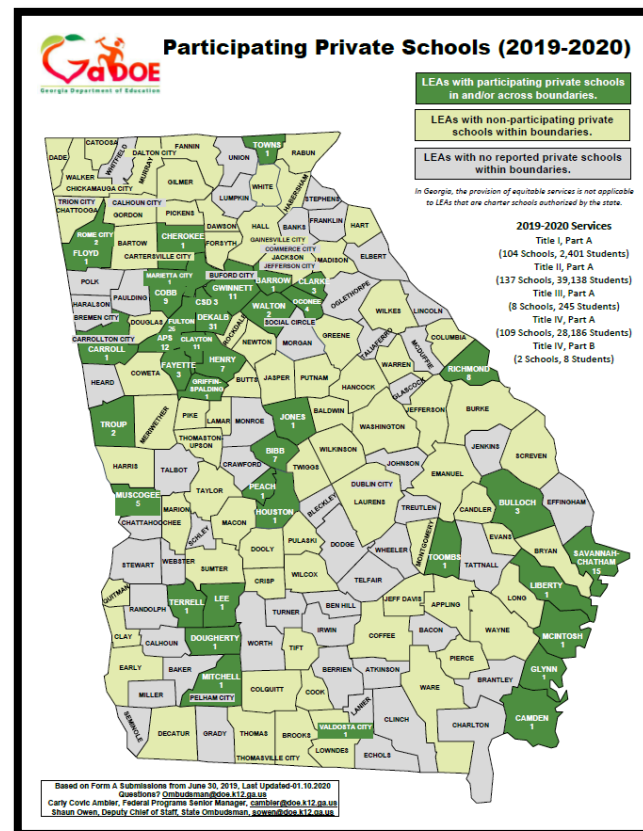 GaDOE
Georgia Department of Education
Participating Private Schools (2019-2020)
LEAs with participating private schools
in and/or across boundaries.
LEAs with non-participating private
schools within boundaries.
LEAs with no reported private schools
within boundaries.
In Georgia, the provision of equitable services is not applicable
to LEAs that are charter schools authorized by the state.
2019-2020 Services
Title I, Part A
(104 Schools, 2,401 Students)
Title II, Part A
(137 Schools, 39,138 Students)
Title III, Part A
(8 Schools, 245 Students)
Title IV, Part A
(109 Schools, 28,186 Students)
Title IV, Part B
(2 Schools, 8 Students)
DADE
CATOOSA
WHITFIELD
MURRAY
DALTON CITY
FANNIN
UNION
TOWNS
1
RABUN
WALKER
CHICKAMAUGA CITY
GILMER
LUMPKIN
WHITE
HABERSHAM
STEPHENS
TRION CITY
CHATTOOGA
CALHOUN CITY
GORDON
PICKENS
DAWSON
HALL
BANKS
FRANKLIN
HART
ROME CITY
2
FLOYD
1
BARTOW
CARTERSVILLE CITY
CHEROKEE
1
FORSYTH
GAINESVILLE CITY
COMMERCE CITY
JACKSON
JEFFERSON CITY
MADISON
ELBERT
POLK
PAULDING
MARIETTA CITY
1
COBB
9
BUFORD CITY
GWINNETT
11
BARROW
1
CLARKE
3
OCONEE
4
OGLETHORPE
WILKES
LINCOLN
HARALSON
BREMEN CITY
DOUGLAS
CSD 3
FULTON
26
DEKALB
31
WALTON
2
SOCIAL CIRCLE
MORGAN
GREENE
TALIAFERRO
MCDUFFIE
COLUMBIA
CARROLLTON CITY
CARROLL
1
APS
12
CLAYTON
11
ROCKDALE
NEWTON
WARREN
RICHMOND
8
HEARD
COWETA
FAYETTE
3
HENRY
7
GRIFFIN-
SPALDING
1
BUTTS
JASPER
PUTNAM
HANCOCK
GLASCOCK
JEFFERSON
BURKE
TROUP
2
MERIWETHER
PIKE
LAMAR
MONROE
JONES
1
BALDWIN
WASHINGTON
THOMASTON
UPSON
BIBB
7
WILKINSON
JENKINS
SCREVEN
HARRIS
TALBOT
CRAWFORD
TWIGGS
JOHNSON
EMANUEL
MUSCOGEE
5
TAYLOR
PEACH
1
HOUSTON
1
BLECKLEY
DUBLIN CITY
LAURENS
TREUTLEN
CANDLER
BULLOCH
3
EFFINGHAM
CHATTAHOOCHEE
MARION
SCHLEY
MACON
PULASKI
DODGE
WHEELER
MONTGOMERY
TOOMBS
1
TATTNALL
EVANS
BRYAN
SAVANNAH-
CHATHAM
15
STEWART
WEBSTER
SUMTER
DOOLY
WILCOX
TELFAIR
LIBERTY
1
QUITMAN
RANDOLPH
TERRELL
1
LEE
1
CRISP
TURNER
BEN HILL
JEFF DAVIS
APPLING
LONG
WAYNE
MCINTOSH
1
CLAY
CALHOUN
DOUGHERTY
1
WORTH
TIFT
IRWIN
COFFEE
BACON
PIERCE
EARLY
BAKER
MITCHELL
1
PELHAM CITY
COLQUITT
COOK
BERRIEN
ATKINSON
WARE
BRANTLEY
GLYNN
1
MILLER
SEMINOLE
DECATUR
GRADY
THOMAS
THOMASVILLE CITY
BROOKS
VALDOSTA CITY
1
LOWNDES
LANIER
CLINCH
ECHOLS
CHARLTON
CAMDEN
1
Based on Form A Submissions from June 30, 2019, Last Updated-01.10.2020
Questions? Ombudsman@doe.k12.ga.us
Carly Covic Ambler, Federal Programs Senior Manager, cambler@doe.k12.ga.us
Shaun Owen, Deputy Chief of Staff, State Ombudsman, sowen@doe.k12.ga.us